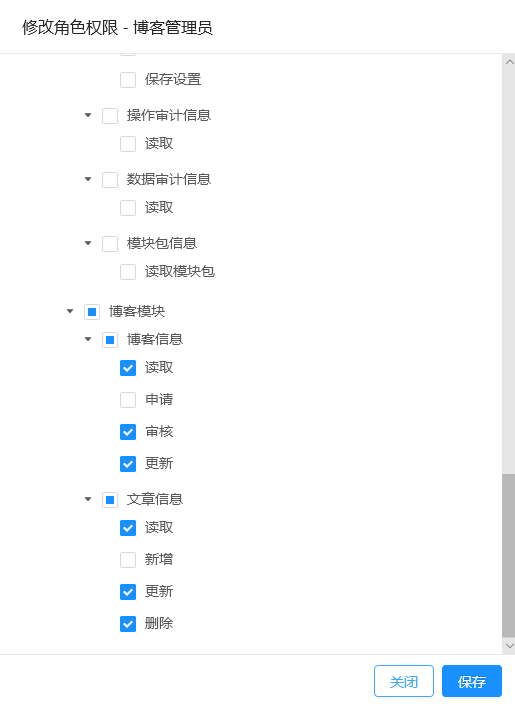 修改角色权限 - 博客管理员
保存设置
操作审计信息
读取
数据审计信息
读取
模块包信息
读取模块包
博客模块
博客信息
读取
申请
审核
更新
文章信息
读取
新增
更新
删除
关闭 保存